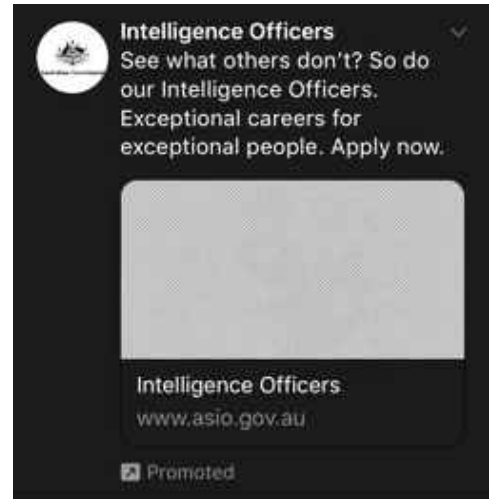 Intelligence Officers
See what others don't? So do
our Intelligence Officers.
Exceptional careers for
exceptional people. Apply now.
Intelligence Officers
www.asio.gov.au
Promoted